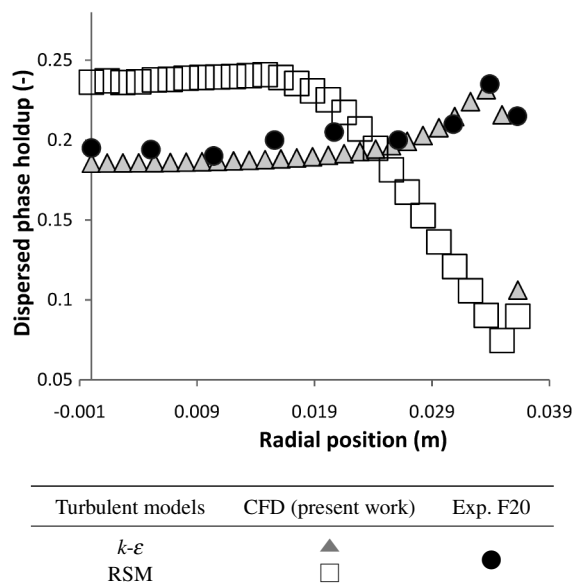 0.25
0.2
0.15
0.1
0.05
Dispersed phase holdup (-)
-0.001 0.009 0.019 0.029 0.039
Radial position (m)
Turbulent models CFD (present work) Exp. F20
k-ε
RSM